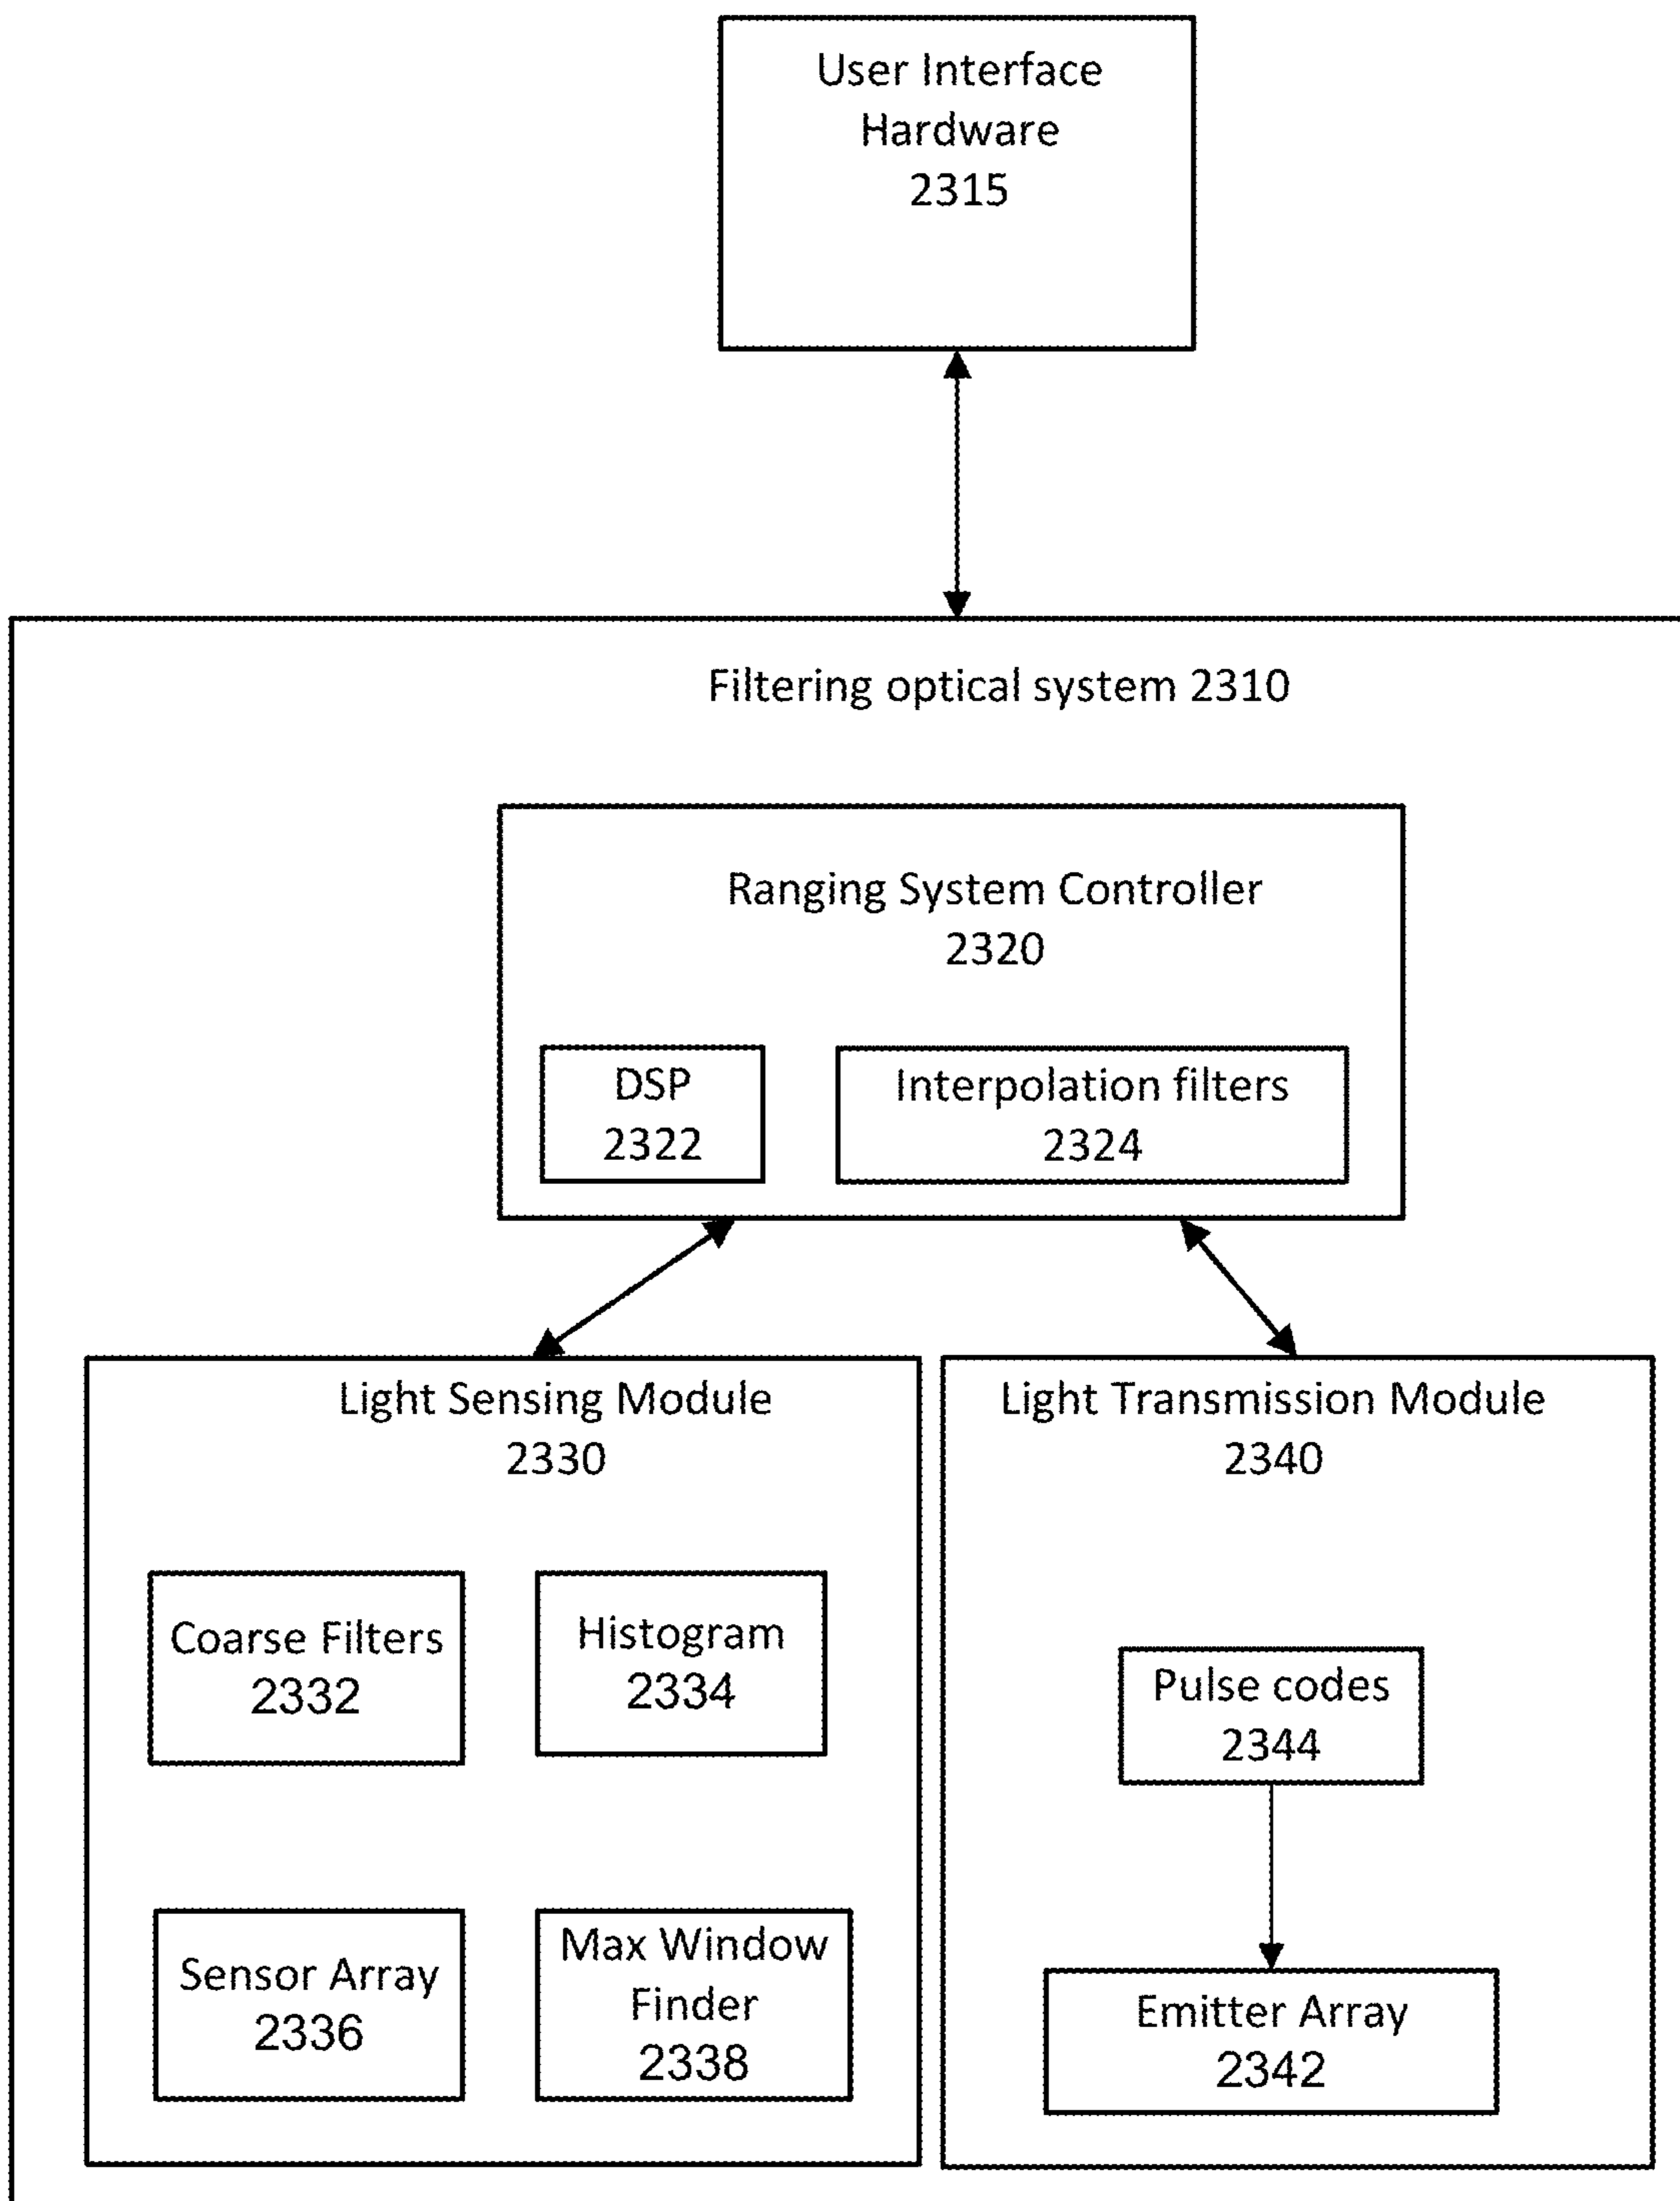 User Interface
Hardware
2315
Filtering optical system 2310
Ranging System Controller
2320
DSP
2322
Interpolation filters
2324
Light Sensing Module
2330
Light Transmission Module
2340
Coarse Filters
2332
Histogram
2334
Pulse codes
2344
Sensor Array
2336
Max Window
Finder
2338
Emitter Array
2342